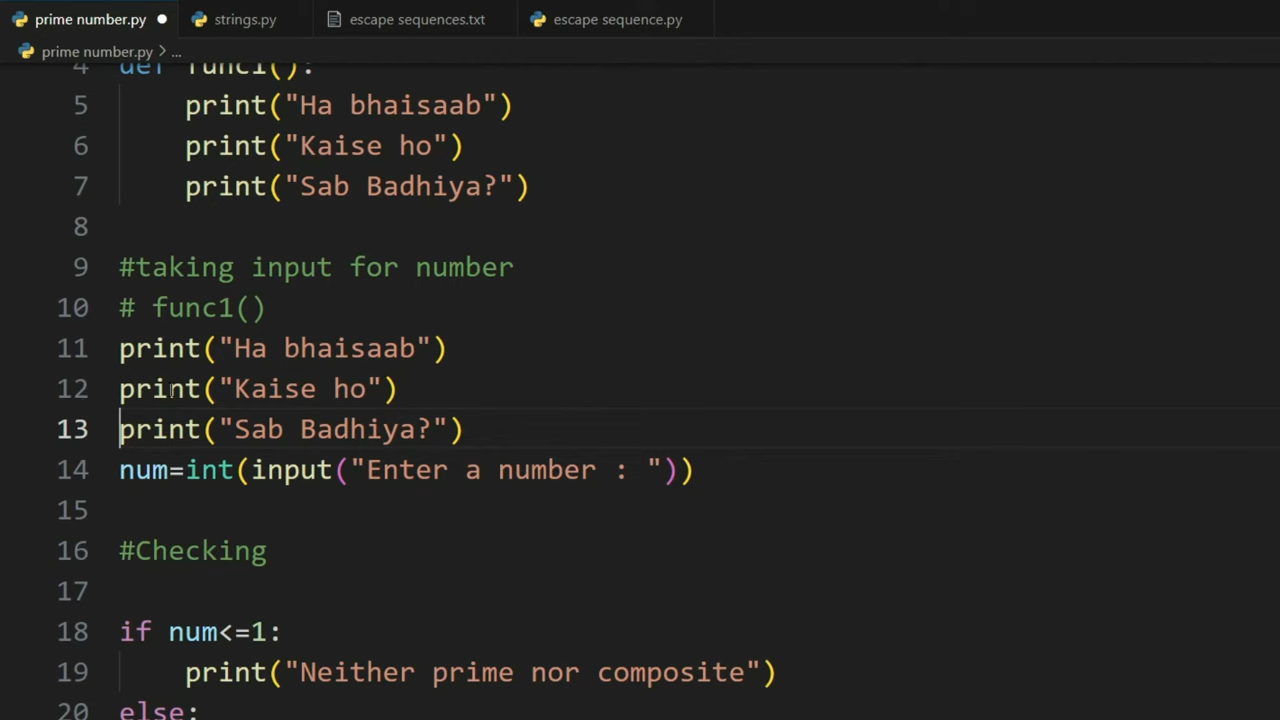 prime number.py strings.py escape sequences.txt escape sequence.py
prime number.py > ...
4 def func1():
5 print("Ha bhaisaab")
6 print("Kaise ho")
7 print("Sab Badhiya?")
8
9 #taking input for number
10 # func1()
11 print("Ha bhaisaab")
12 print("Kaise ho")
13 print("Sab Badhiya?")
14 num=int(input("Enter a number : "))
15
16 #Checking
17
18 if num<=1:
19 print("Neither prime nor composite")
20 else: